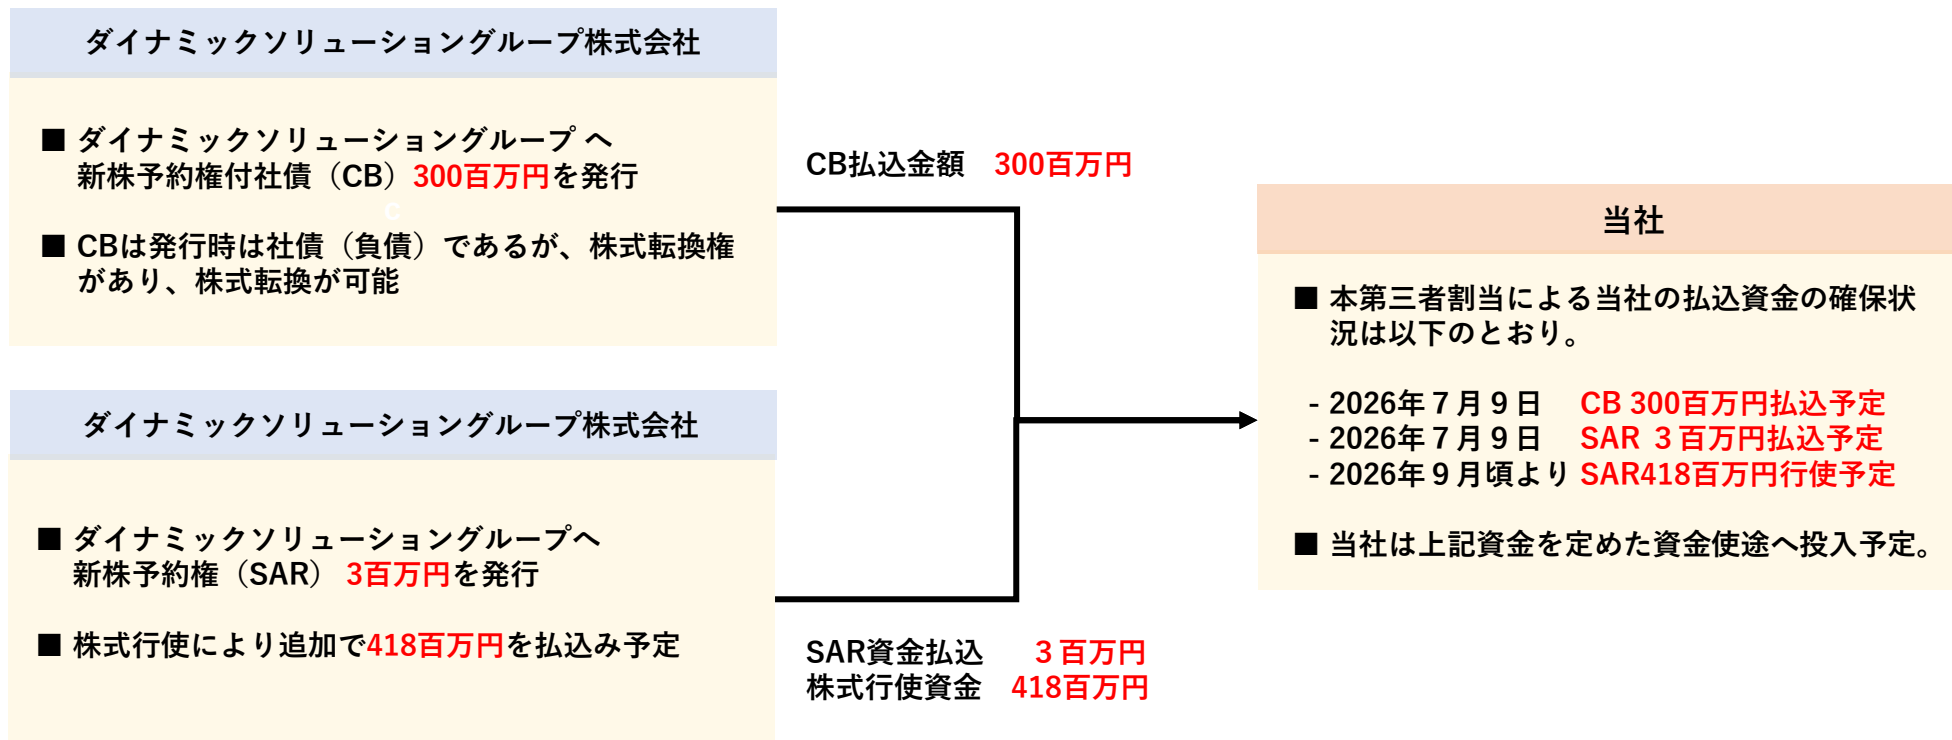 ダイナミックソリューショングループ株式会社
■ ダイナミックソリューショングループ へ
新株予約権付社債（CB）300百万円を発行
c
■ CBは発行時は社債（負債）であるが、株式転換権
があり、株式転換が可能
CB払込金額 300百万円
ダイナミックソリューショングループ株式会社
■ ダイナミックソリューショングループへ
新株予約権（SAR） 3百万円を発行
■ 株式行使により追加で418百万円を払込み予定
SAR資金払込 ３百万円
株式行使資金 418百万円
当社
■ 本第三者割当による当社の払込資金の確保状
況は以下のとおり。
- 2026年７月９日 CB 300百万円払込予定
- 2026年７月９日 SAR ３百万円払込予定
- 2026年９月頃より SAR418百万円行使予定
■ 当社は上記資金を定めた資金使途へ投入予定。